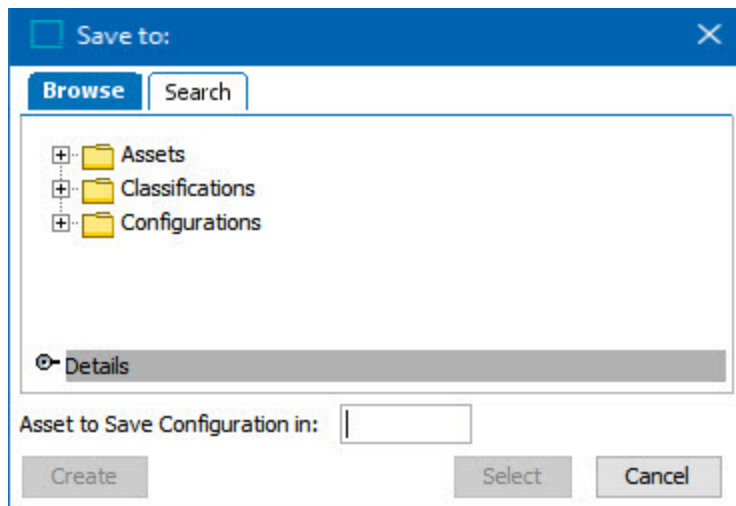 Save to:
Browse Search
Assets
Classifications
Configurations
Details
Asset to Save Configuration in:
Create Select Cancel